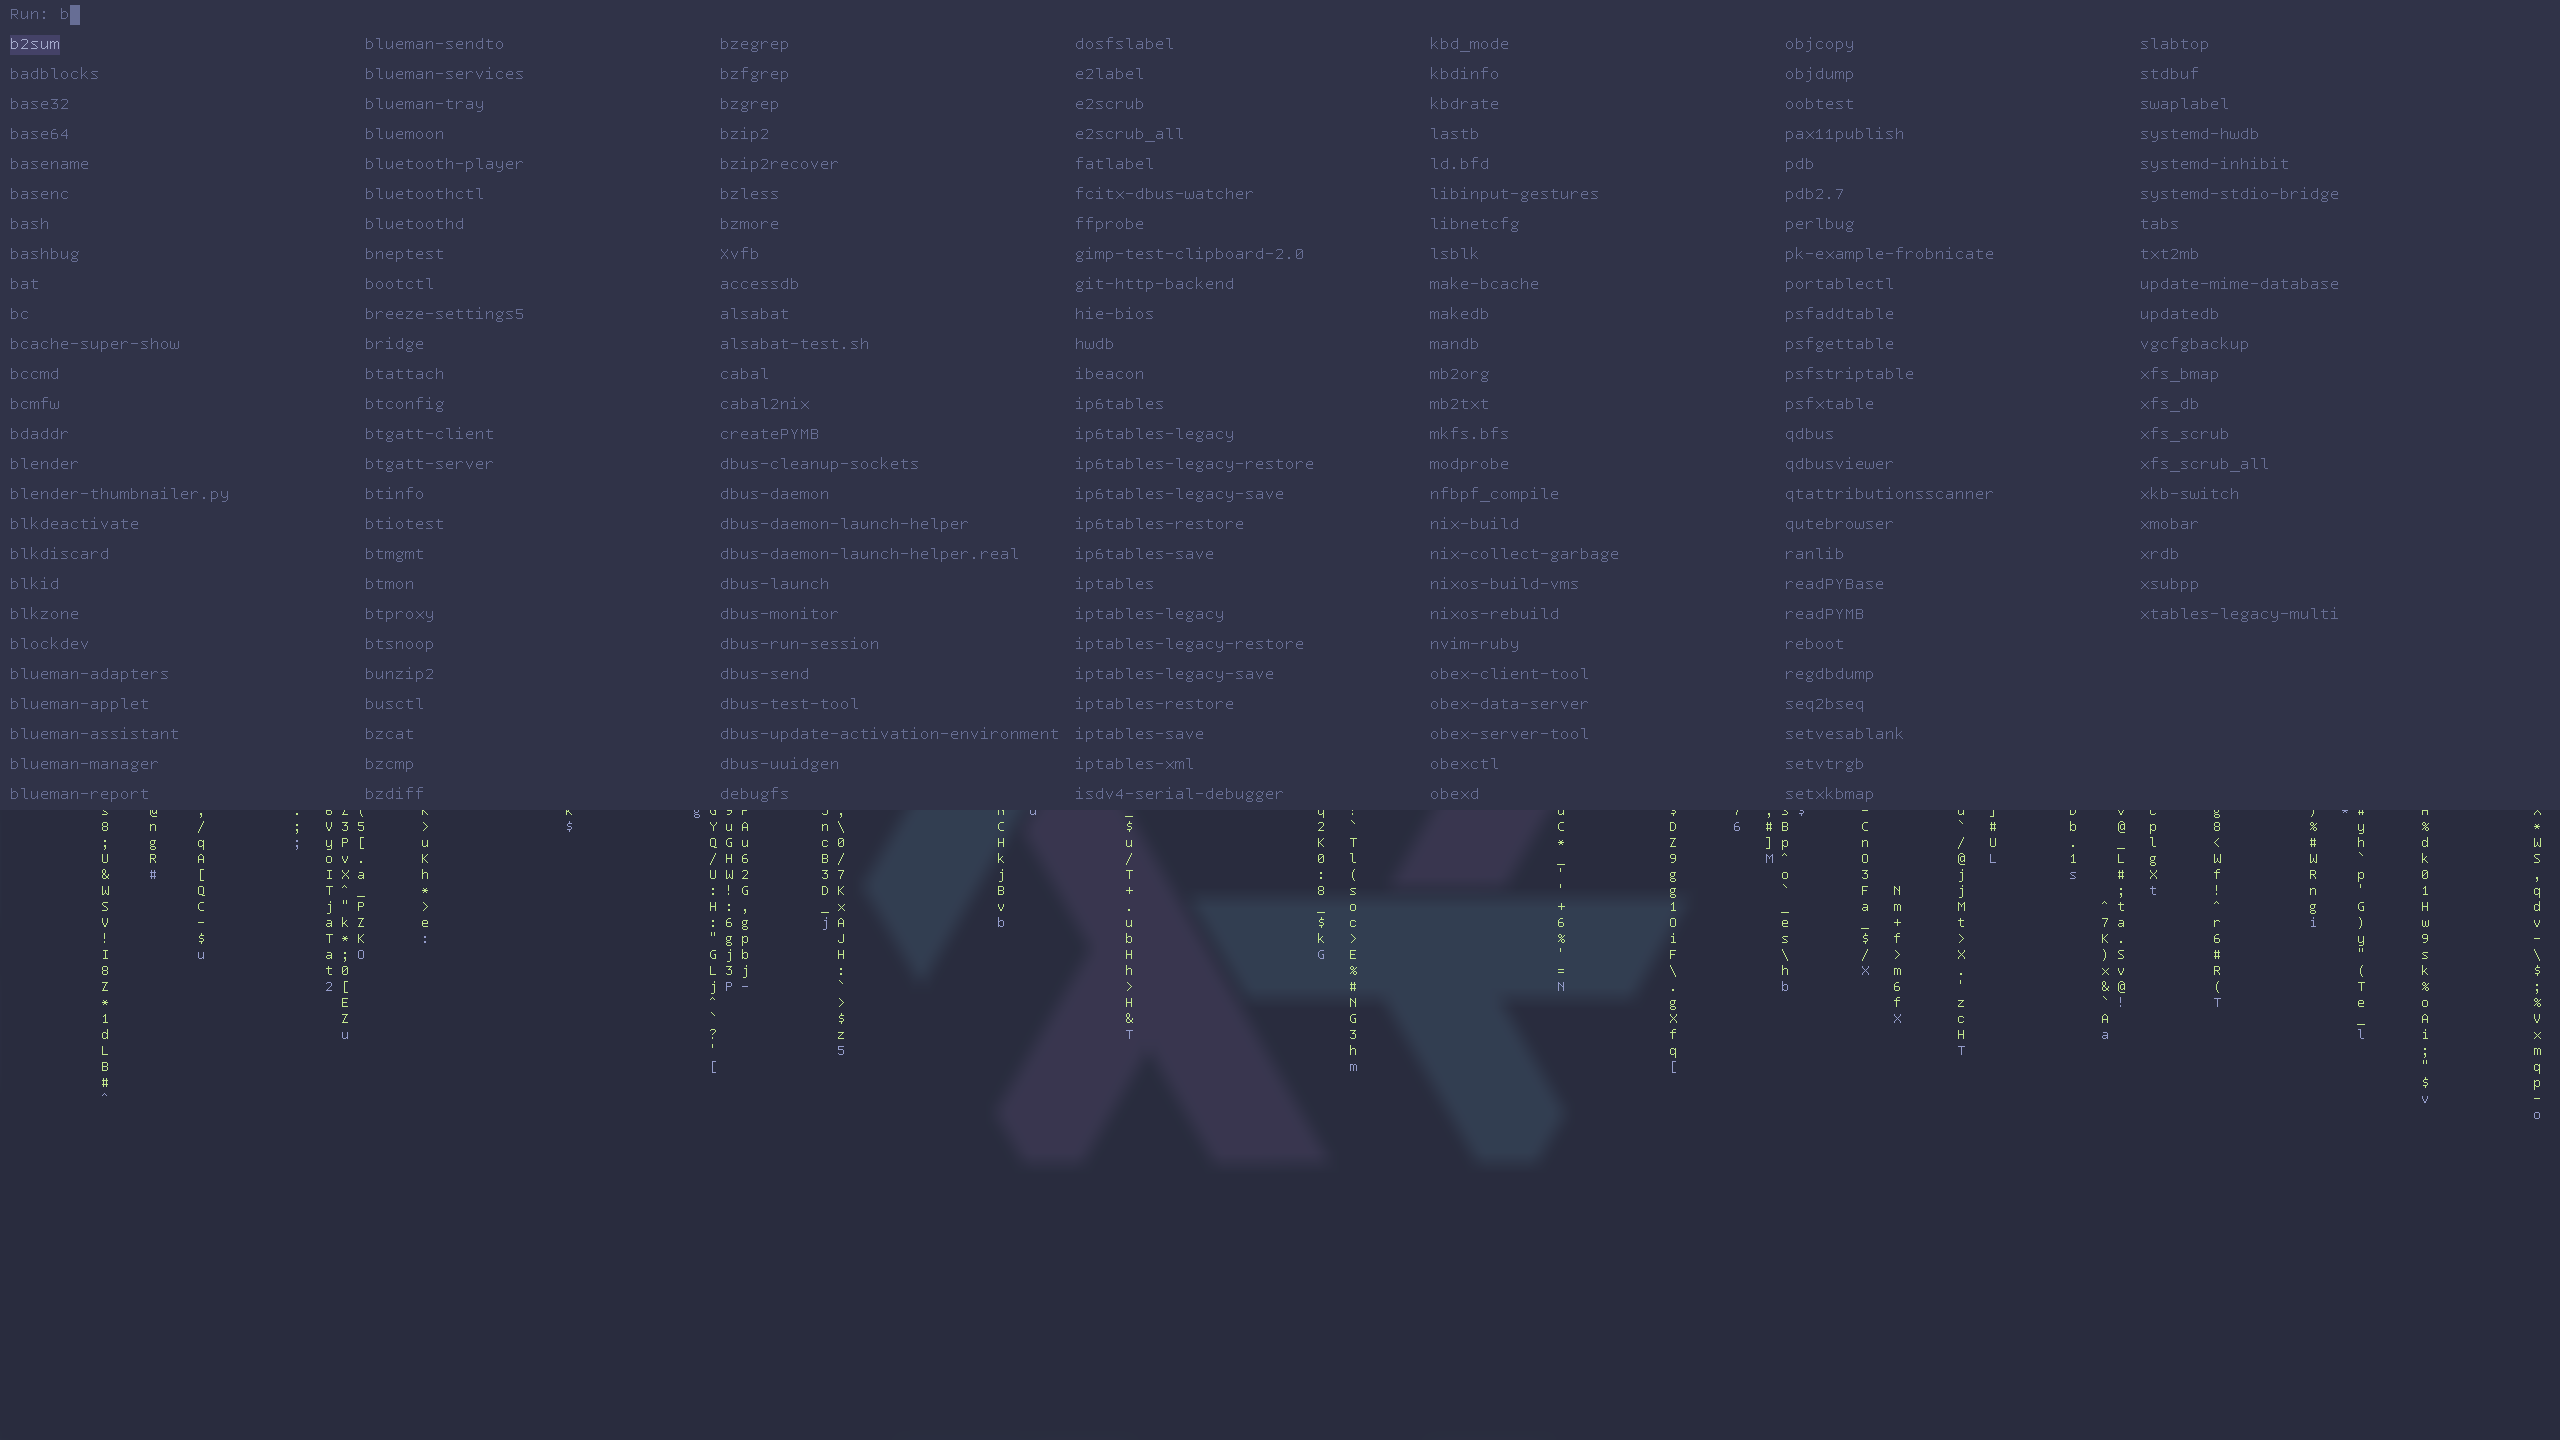 Run: b
b2sum blueman-sendto bzegrep dosfslabel kbd_mode objcopy slabtop
badblocks blueman-services bzfgrep e2label kbdinfo objdump stdbuf
base32 blueman-tray bzgrep e2scrub kbdrate oobtest swaplabel
base64 bluemoon bzip2 e2scrub_all lastb pax11publish systemd-hwdb
basename bluetooth-player bzip2recover fatlabel ld.bfd pdb systemd-inhibit
basenc bluetoothctl bzless fcitx-dbus-watcher libinput-gestures pdb2.7 systemd-stdio-bridge
bash bluetoothd bzmore ffprobe libnetcfg perlbug tabs
bashbug bneptest Xvfb gimp-test-clipboard-2.0 lsblk pk-example-frobnicate txt2mb
bat bootctl accessdb git-http-backend make-bcache portablectl update-mime-database
bc breeze-settings5 alsabat hie-bios makedb psfaddtable updatedb
bcache-super-show bridge alsabat-test.sh hwdb mandb psfgettable vgcfgbackup
bccmd btattach cabal ibeacon mb2org psfstriptable xfs_bmap
bcmfw btconfig cabal2nix ip6tables mb2txt psfxtable xfs_db
bdaddr btgatt-client createPYMB ip6tables-legacy mkfs.bfs qdbus xfs_scrub
blender btgatt-server dbus-cleanup-sockets ip6tables-legacy-restore modprobe qdbusviewer xfs_scrub_all
blender-thumbnailer.py btinfo dbus-daemon ip6tables-legacy-save nfbpf_compile qtattributionsscanner xkb-switch
blkdeactivate btiotest dbus-daemon-launch-helper ip6tables-restore nix-build qutebrowser xmobar
blkdiscard btmgmt dbus-daemon-launch-helper.real ip6tables-save nix-collect-garbage ranlib xrdb
blkid btmon dbus-launch iptables nixos-build-vms readPYBase xsubpp
blkzone btproxy dbus-monitor iptables-legacy nixos-rebuild readPYMB xtables-legacy-multi
blockdev btsnoop dbus-run-session iptables-legacy-restore nvim-ruby reboot
blueman-adapters bunzip2 dbus-send iptables-legacy-save obex-client-tool regdbdump
blueman-applet busctl dbus-test-tool iptables-restore obex-data-server seq2bseq
blueman-assistant bzcat dbus-update-activation-environment iptables-save obex-server-tool setvesablank
blueman-manager bzcmp dbus-uuidgen iptables-xml obexctl setvtrgb
blueman-report bzdiff debugfs isdv4-serial-debugger obexd setxkbmap